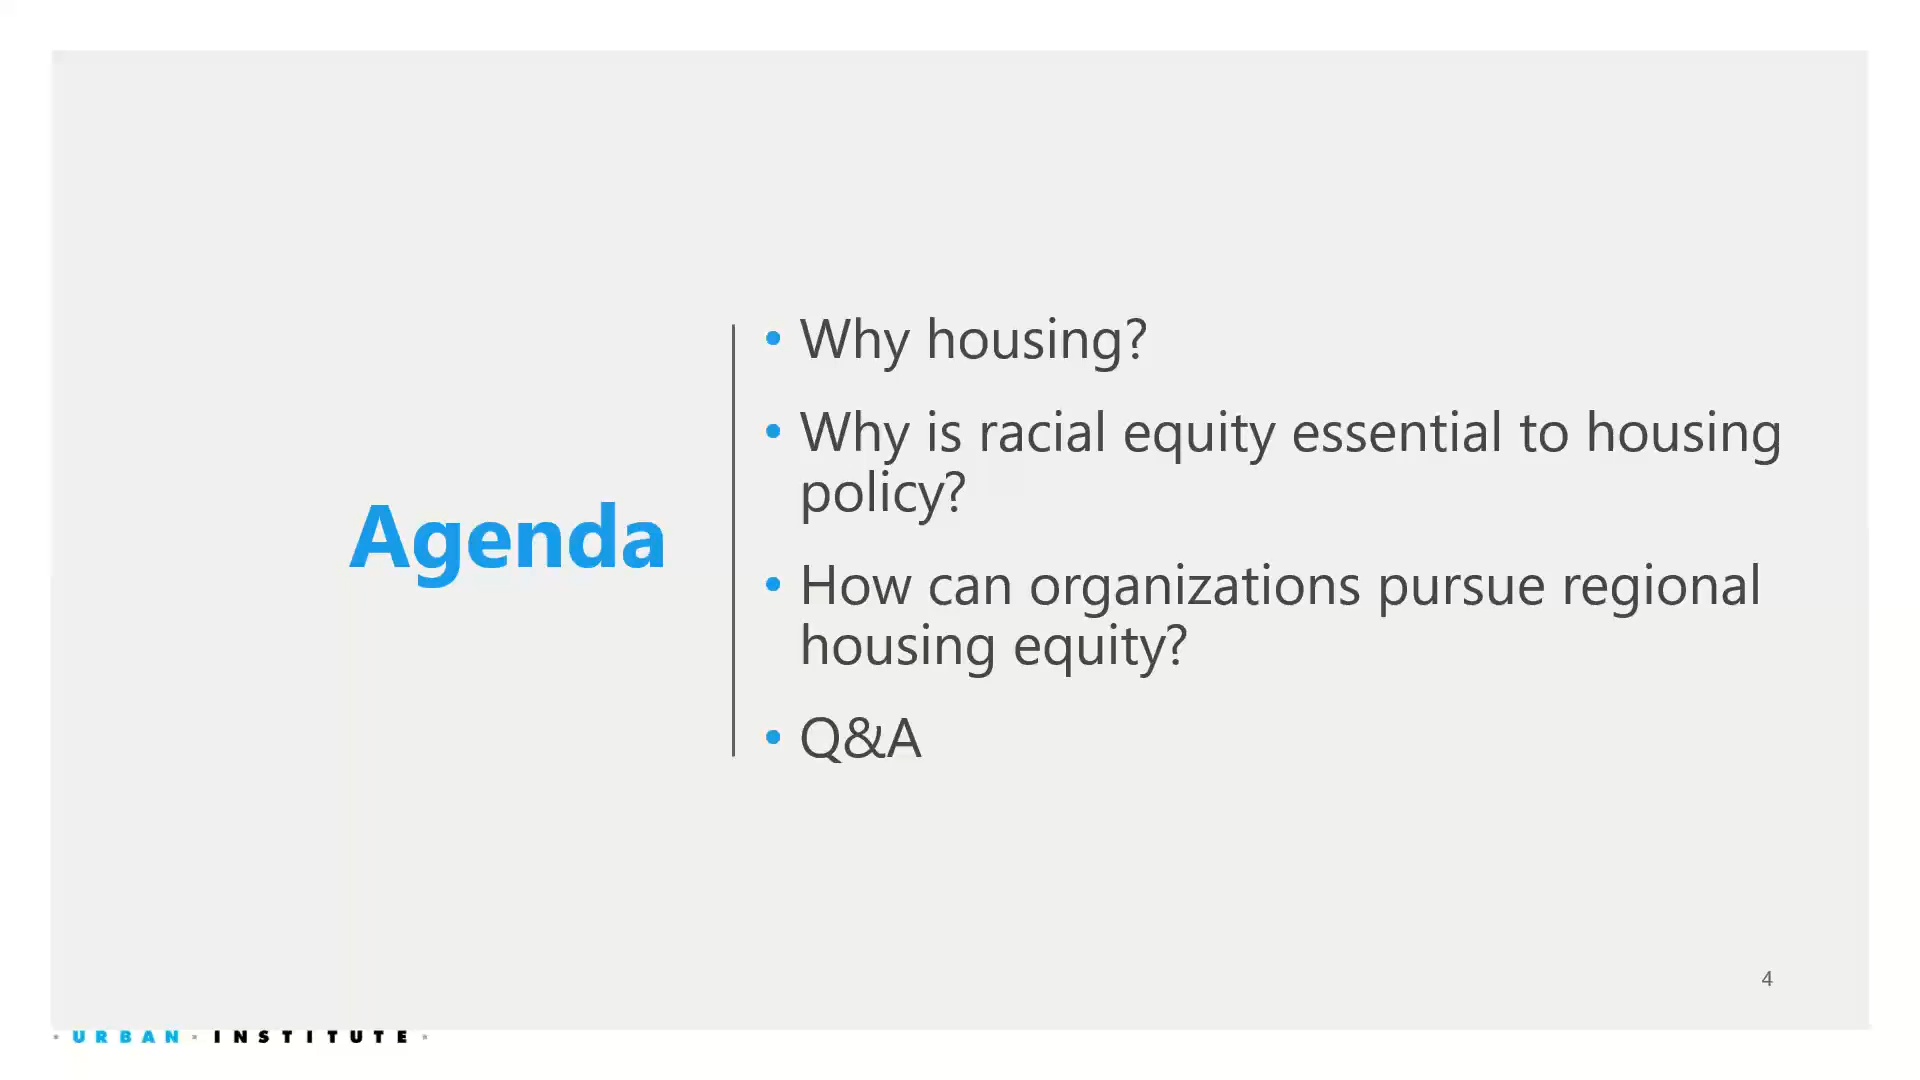 Agenda
• Why housing?
• Why is racial equity essential to housing
policy?
• How can organizations pursue regional
housing equity?
• Q&A
4
· URBAN · INSTITUTE ·